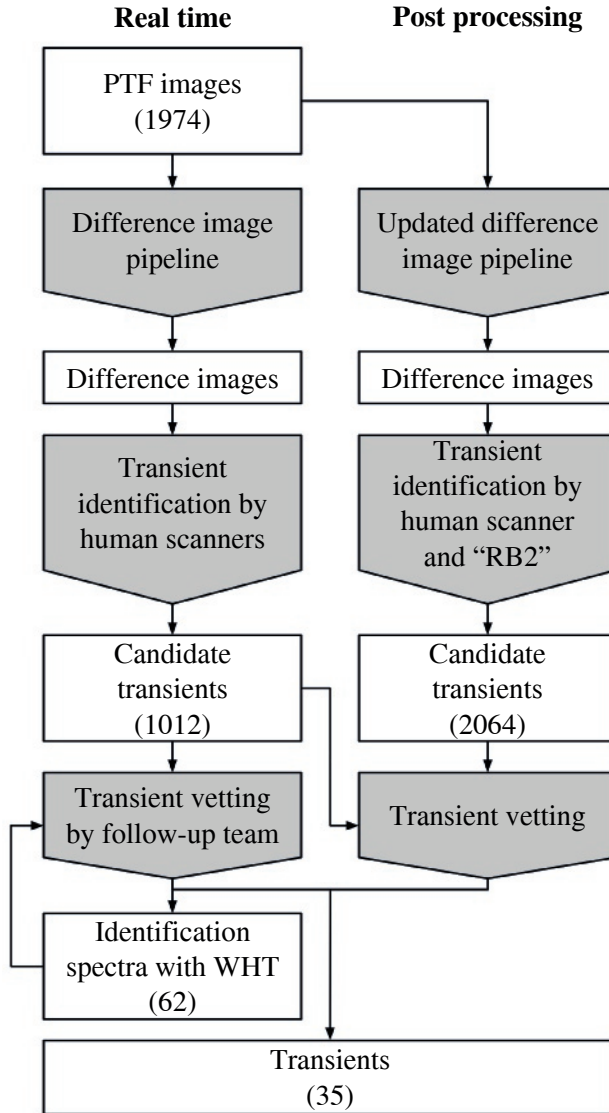 Real time
Post processing
PTF images
(1974)
Difference image
pipeline
Updated difference
image pipeline
Difference images
Difference images
Transient
identification by
human scanners
Transient
identification by
human scanner
and “RB2”
Candidate
transients
(1012)
Candidate
transients
(2064)
Transient vetting
by follow-up team
Transient vetting
Identification
spectra with WHT
(62)
Transients
(35)